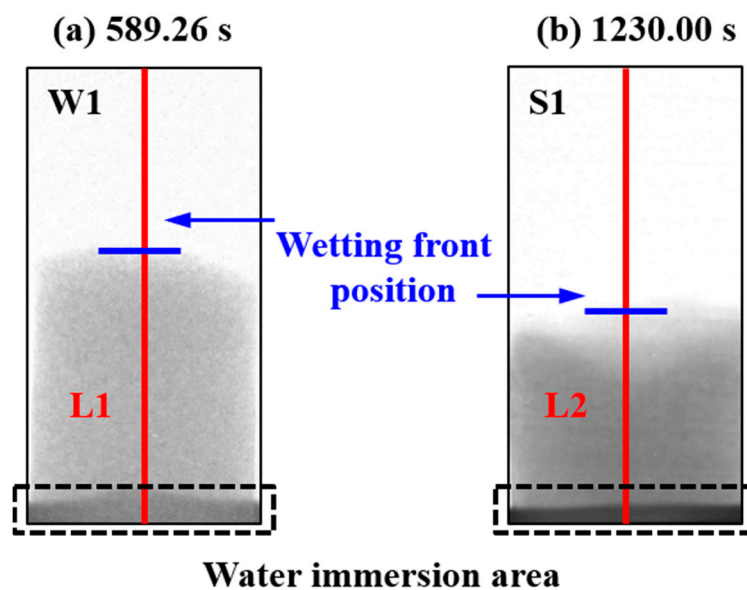 (a) 589.26 s
(b) 1230.00 s
W1
S1
Wetting front
position
L1
L2
Water immersion area